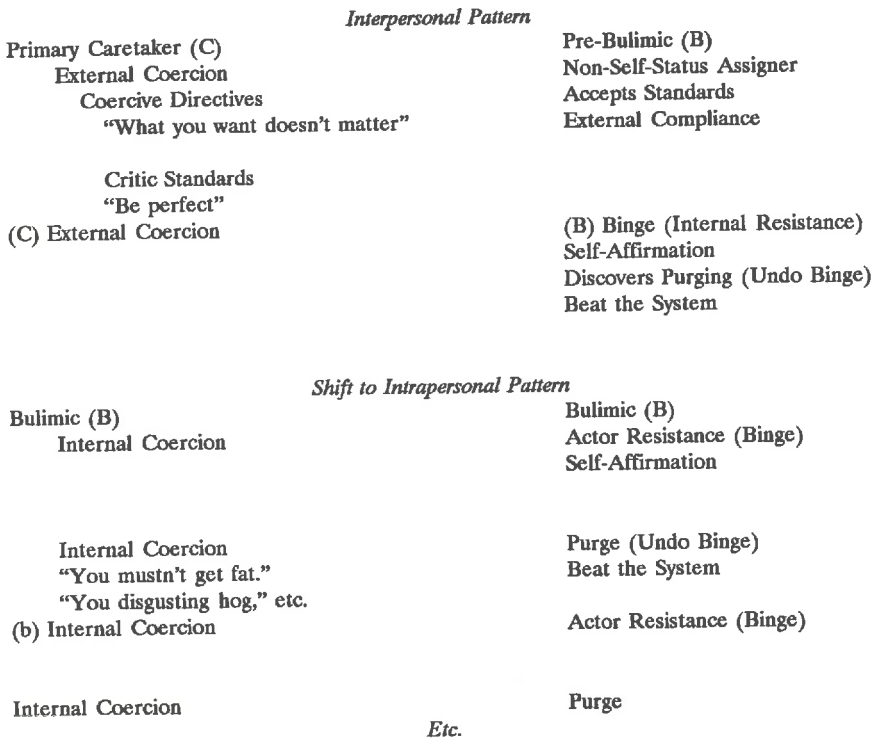 Interpersonal Pattern
Primary Caretaker (C)
Pre-Bulimic (B)
External Coercion
Non-Self-Status Assigner
Coercive Directives
Accepts Standards
“What you want doesn’t matter”
External Compliance
Critic Standards
“Be perfect”
(C) External Coercion
(B) Binge (Internal Resistance)
Self-Affirmation
Discovers Purging (Undo Binge)
Beat the System
Shift to Intrapersonal Pattern
Bulimic (B)
Bulimic (B)
Internal Coercion
Actor Resistance (Binge)
Self-Affirmation
Internal Coercion
Purge (Undo Binge)
“You mustn’t get fat.”
Beat the System
“You disgusting hog,” etc.
(b) Internal Coercion
Actor Resistance (Binge)
Internal Coercion
Purge
Etc.